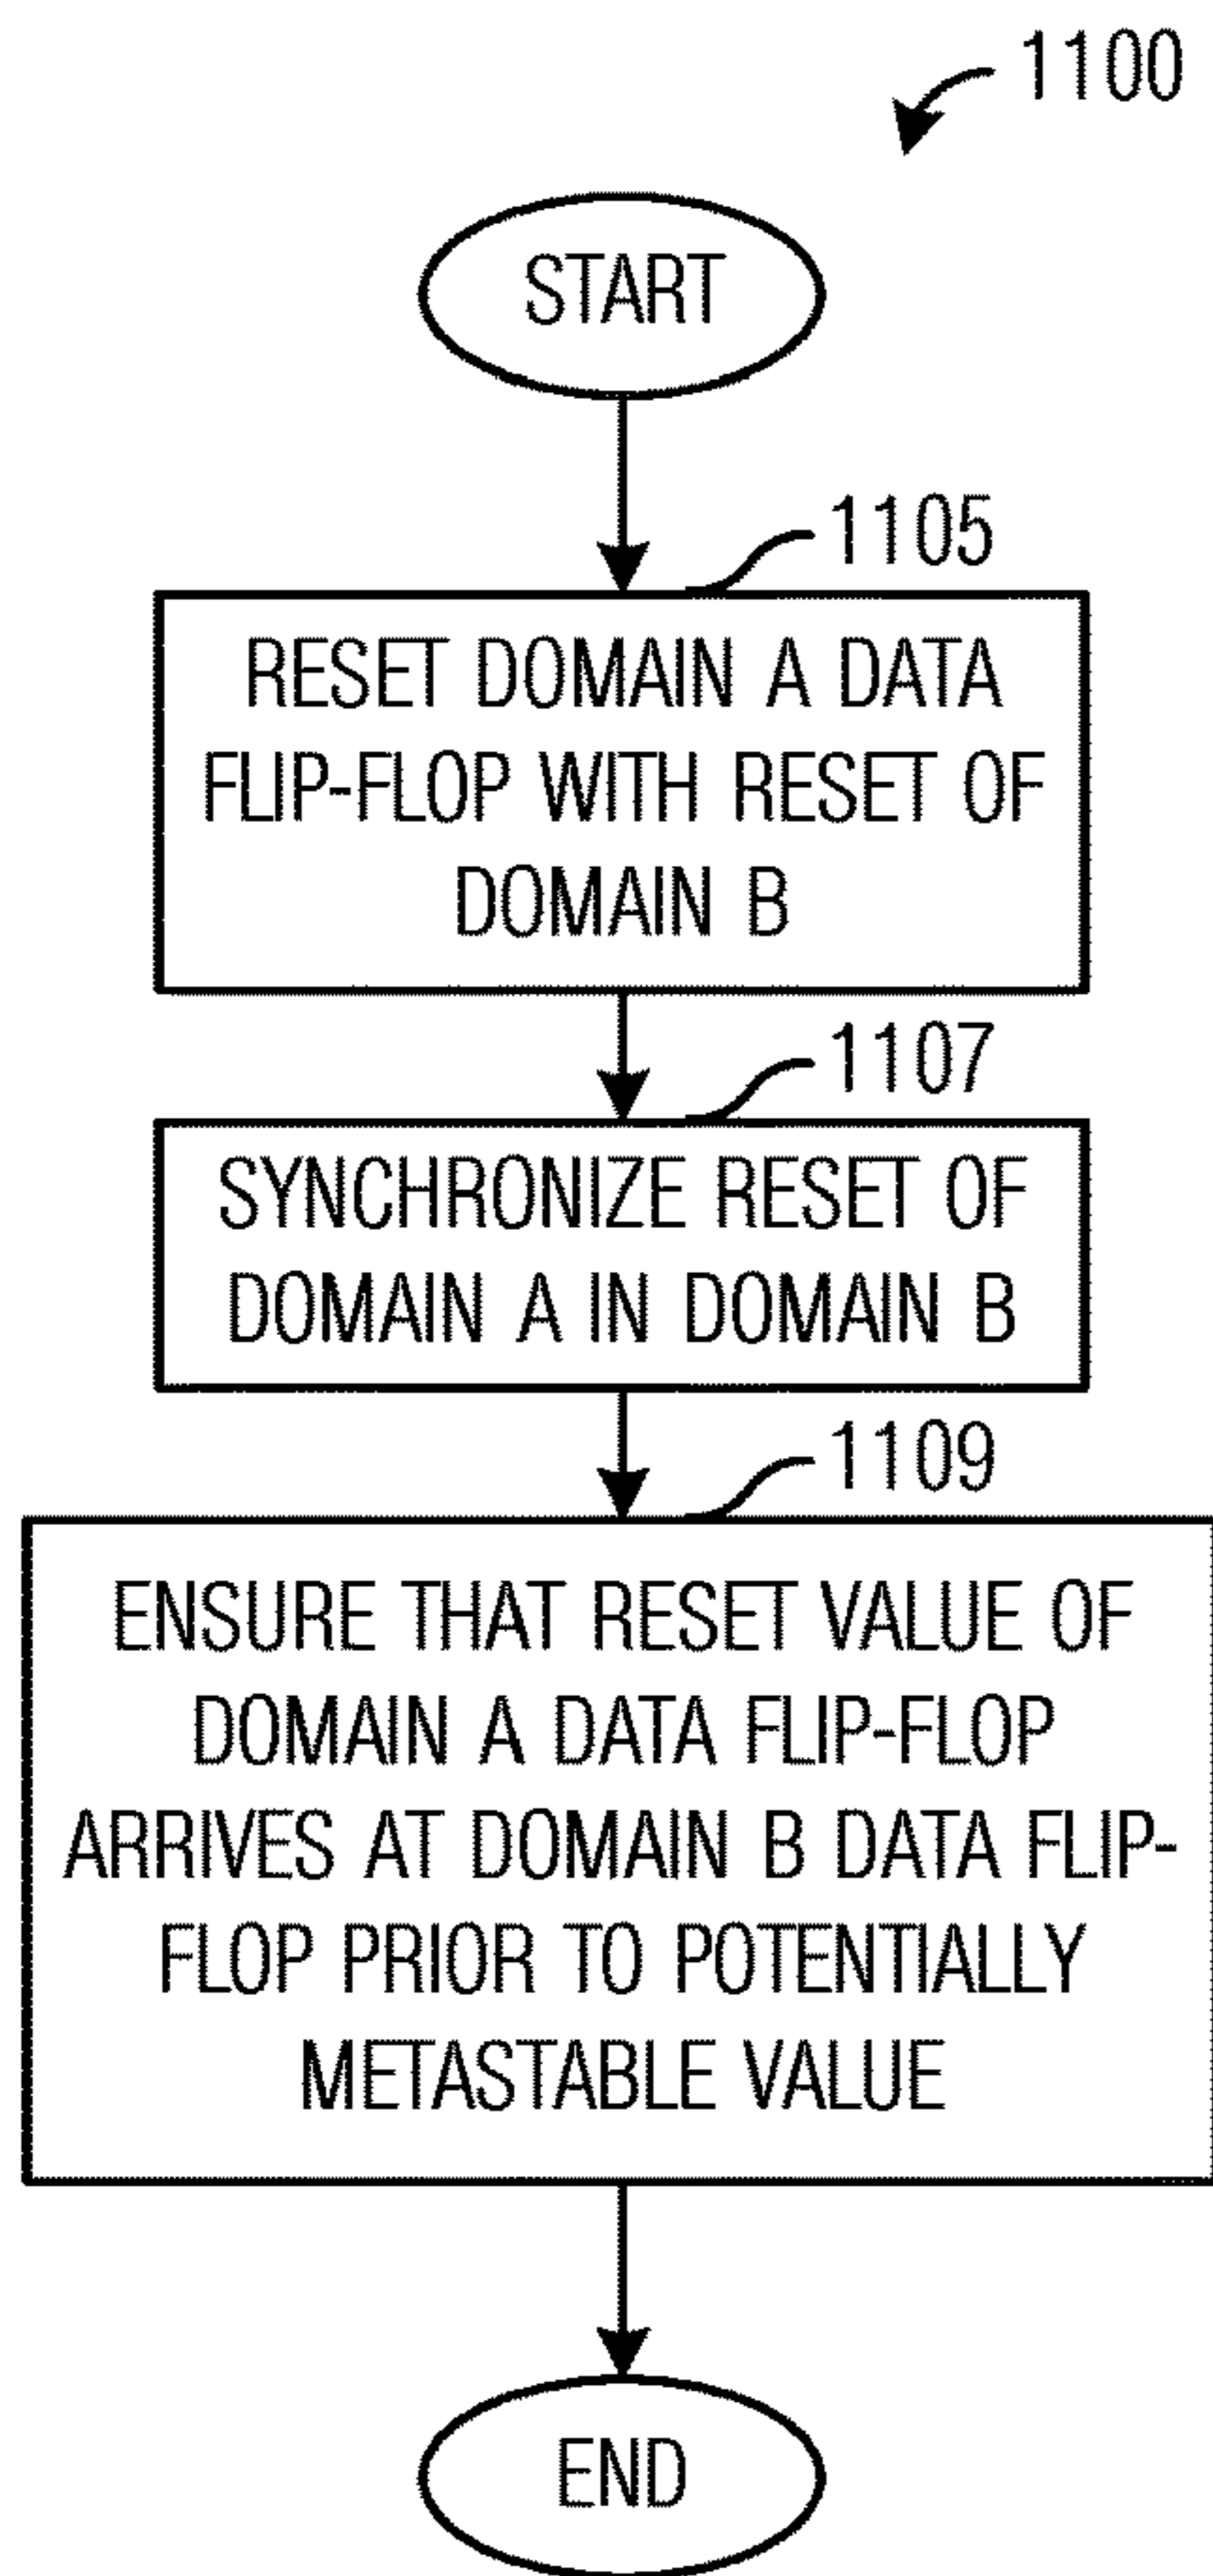 1100
START
1105
RESET DOMAIN A DATA
FLIP-FLOP WITH RESET OF
DOMAIN B
1107
SYNCHRONIZE RESET OF
DOMAIN A IN DOMAIN B
1109
ENSURE THAT RESET VALUE OF
DOMAIN A DATA FLIP-FLOP
ARRIVES AT DOMAIN B DATA FLIP-
FLOP PRIOR TO POTENTIALLY
METASTABLE VALUE
END